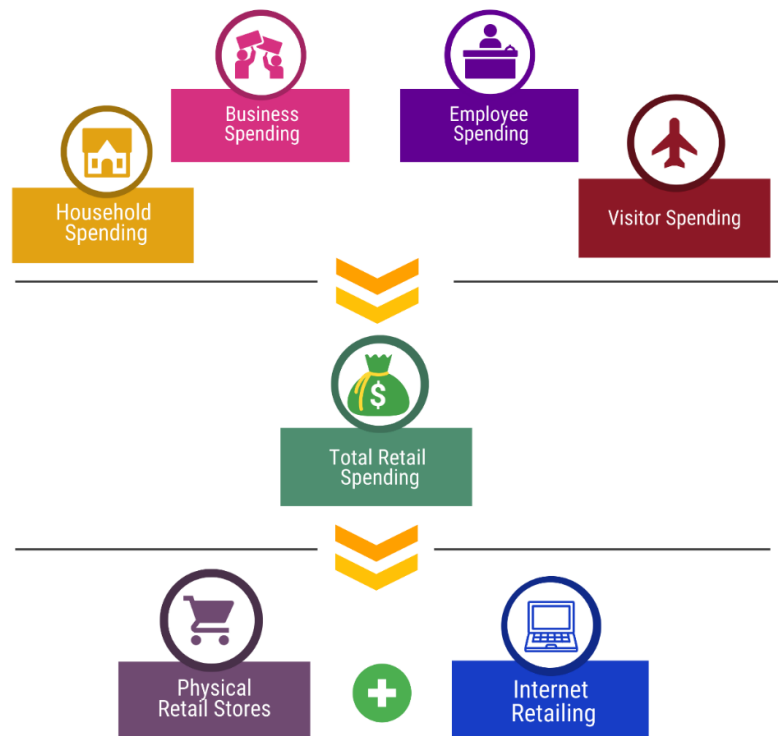 Business
Spending
Employee
Spending
Household
Spending
Visitor Spending
$
Total Retail
Spending
Physical
Retail Stores
Internet
Retailing